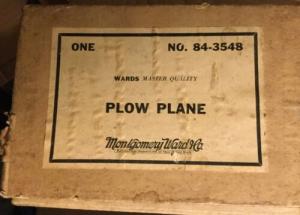 ONE NO. 84-3548
WARDS MASTER QUALITY
PLOW PLANE
Montgomery Ward & Co.